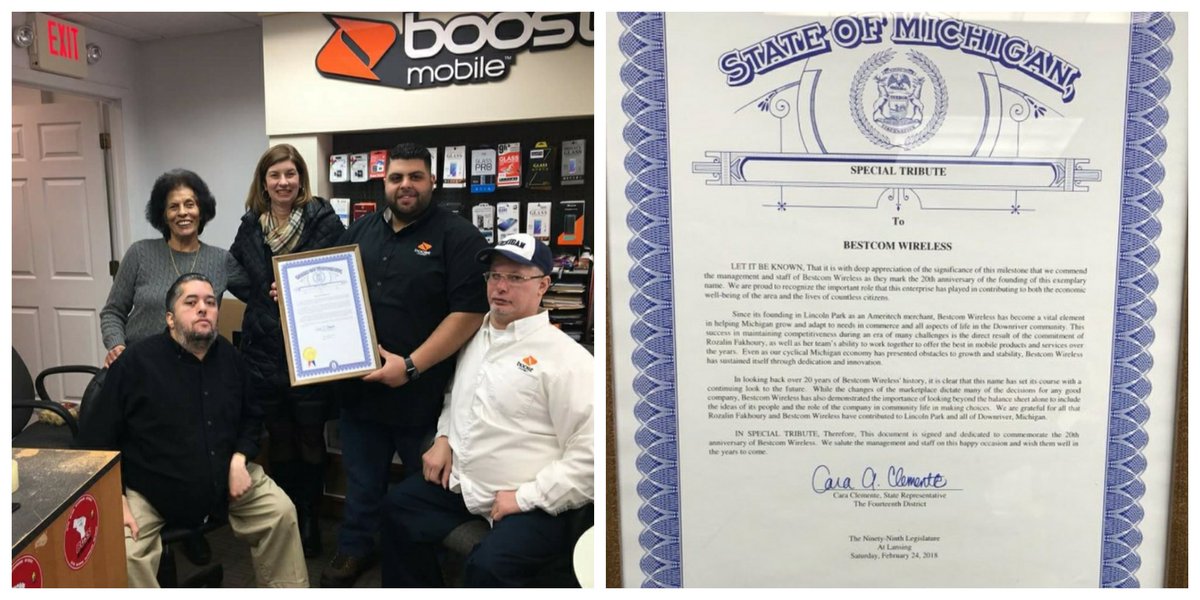 EXIT
boost
mobile
GLASS
PRO
GLASS
BOOST
STATE OF MICHIGAN,
SPECIAL TRIBUTE
To
BESTCOM WIRELESS
LET IT BE KNOWN, That it is with deep appreciation of the significance of this milestone that we commend
the management and staff of Bestcom Wireless as they mark the 20th anniversary of the founding of this exemplary
name. We are proud to recognize the important role that this enterprise has played in contributing to both the economic
well-being of the area and the lives of countless citizens.
Since its founding in Lincoln Park as an Ameritech merchant, Bestcom Wireless has become a vital element
in helping Michigan grow and adapt to needs in commerce and all aspects of life in the Downriver community. This
success in maintaining competitiveness during an era of many challenges is the direct result of the commitment of
Rozalin Fakhoury, as well as her team's ability to work together to offer the best in mobile products and services over
the years. Even as our cyclical Michigan economy has presented obstacles to growth and stability, Bestcom Wireless
has sustained itself through dedication and innovation.
In looking back over 20 years of Bestcom Wireless' history, it is clear that this name has set its course with a
continuing look to the future. While the changes of the marketplace dictate many of the decisions for any good
company, Bestcom Wireless has also demonstrated the importance of looking beyond the balance sheet alone to include
the ideas of its people and the role of the company in community life in making choices. We are grateful for all that
Rozalin Fakhoury and Bestcom Wireless have contributed to Lincoln Park and all of Downriver, Michigan.
IN SPECIAL TRIBUTE, Therefore, This document is signed and dedicated to commemorate the 20th
anniversary of Bestcom Wireless. We salute the management and staff on this happy occasion and wish them well in
the years to come.
Cara A. Clemente
Cara Clemente, State Representative
The Fourteenth District
The Ninety-Ninth Legislature
At Lansing
Saturday, February 24, 2018